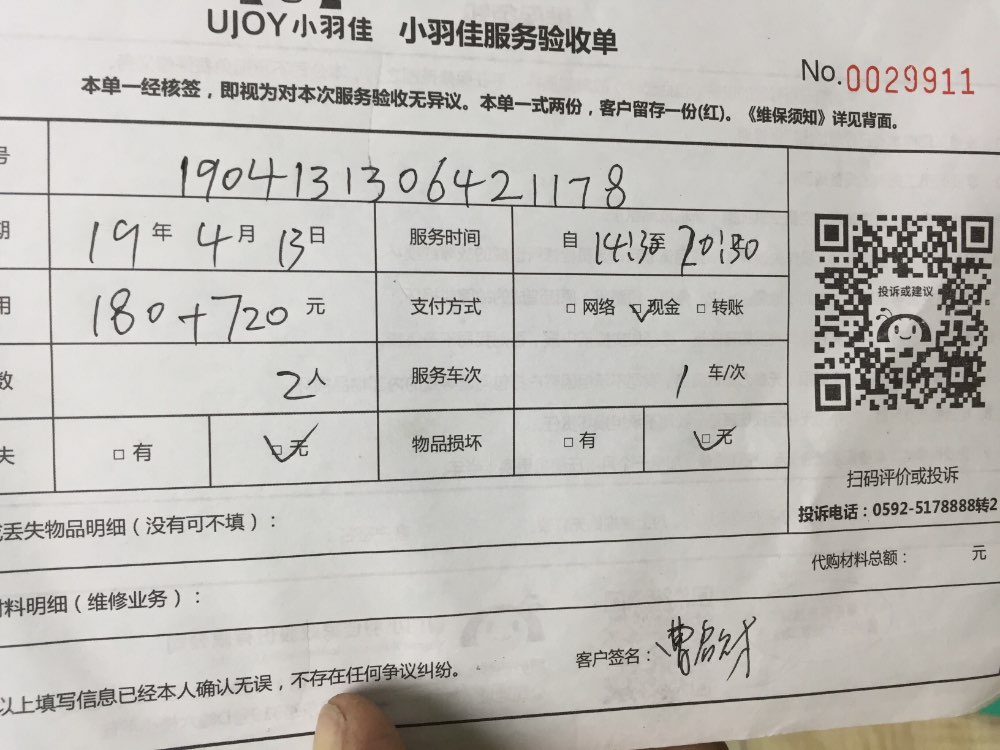 UJOY小羽佳 小羽佳服务验收单
No.0029911
本单一经核签，即视为对本次服务验收无异议。本单一式两份，客户留存一份(红)。《维保须知》详见背面。
号 1904131306421178
期 19年4月13日 服务时间 自14:30至20:30
用 180+720元 支付方式 □网络 □现金 □转账
数 2人 服务车次 1车/次
失 □有 □无 物品损坏 □有 □无
投诉或建议
扫码评价或投诉
投诉电话：0592-5178888转2
丢失物品明细（没有可不填）：
代购材料总额： 元
材料明细（维修业务）：
以上填写信息已经本人确认无误，不存在任何争议纠纷。
客户签名：